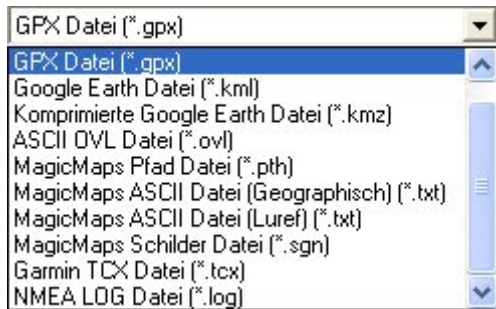 GPX Datei (*.gpx)
GPX Datei (*.gpx)
Google Earth Datei (*.kml)
Komprimierte Google Earth Datei (*.kmz)
ASCII OVL Datei (*.ovl)
MagicMaps Pfad Datei (*.pth)
MagicMaps ASCII Datei (Geographisch) (*.txt)
MagicMaps ASCII Datei (Luref) (*.txt)
MagicMaps Schilder Datei (*.sgn)
Garmin TCX Datei (*.tcx)
NMEA LOG Datei (*.log)